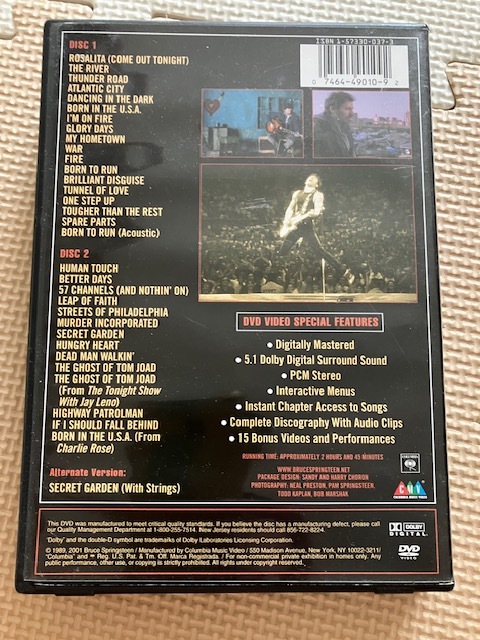 ISBN 1-57330-037-3
0 7464-49010-9 2
DISC 1
ROSALITA (COME OUT TONIGHT)
THE RIVER
THUNDER ROAD
ATLANTIC CITY
DANCING IN THE DARK
BORN IN THE U.S.A.
I'M ON FIRE
GLORY DAYS
MY HOMETOWN
WAR
FIRE
BORN TO RUN
BRILLIANT DISGUISE
TUNNEL OF LOVE
ONE STEP UP
TOUGHER THAN THE REST
SPARE PARTS
BORN TO RUN (Acoustic)
DISC 2
HUMAN TOUCH
BETTER DAYS
57 CHANNELS (AND NOTHIN' ON)
LEAP OF FAITH
STREETS OF PHILADELPHIA
MURDER INCORPORATED
SECRET GARDEN
HUNGRY HEART
DEAD MAN WALKIN'
THE GHOST OF TOM JOAD
THE GHOST OF TOM JOAD
(From The Tonight Show
With Jay Leno)
HIGHWAY PATROLMAN
IF I SHOULD FALL BEHIND
BORN IN THE U.S.A. (From
Charlie Rose)
Alternate Version:
SECRET GARDEN (With Strings)
DVD VIDEO SPECIAL FEATURES
• Digitally Mastered
• 5.1 Dolby Digital Surround Sound
• PCM Stereo
• Interactive Menus
• Instant Chapter Access to Songs
• Complete Discography With Audio Clips
• 15 Bonus Videos and Performances
RUNNING TIME: APPROXIMATELY 2 HOURS AND 45 MINUTES
WWW.BRUCESPRINGSTEEN.NET
PACKAGE DESIGN: SANDY AND HARRY CHORON
PHOTOGRAPHY: NEAL PRESTON, PAM SPRINGSTEEN,
TODD KAPLAN, BOB MARSHAK
COLUMBIA
CMV
COLUMBIA MUSIC VIDEO
This DVD was manufactured to meet critical quality standards. If you believe the disc has a manufacturing defect, please call
our Quality Management Department at 1-800-255-7514. New Jersey residents should call 856-722-8224.
"Dolby" and the double-D symbol are trademarks of Dolby Laboratories Licensing Corporation.
© 1989, 2001 Bruce Springsteen / Manufactured by Columbia Music Video / 550 Madison Avenue, New York, NY 10022-3211/
"Columbia" and Reg. U.S. Pat. & Tm. Off. Marca Registrada. / For non-commercial private exhibition in homes only. Any
public performance, other use, or copying is strictly prohibited. All rights under copyright reserved.
DOLBY
DIGITAL
DVD
VIDEO